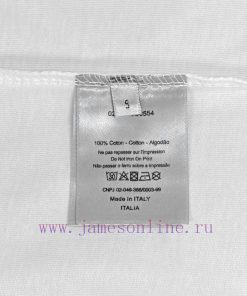 S
100% Coton - Cotton - Algodão
Ne pas repasser sur l'impression
Do Not Iron On Print
Não passar a ferro sobre a impressão
CNPJ 02-046-366/0003-99
Made in ITALY
ITALIA
www.jamesonline.ru